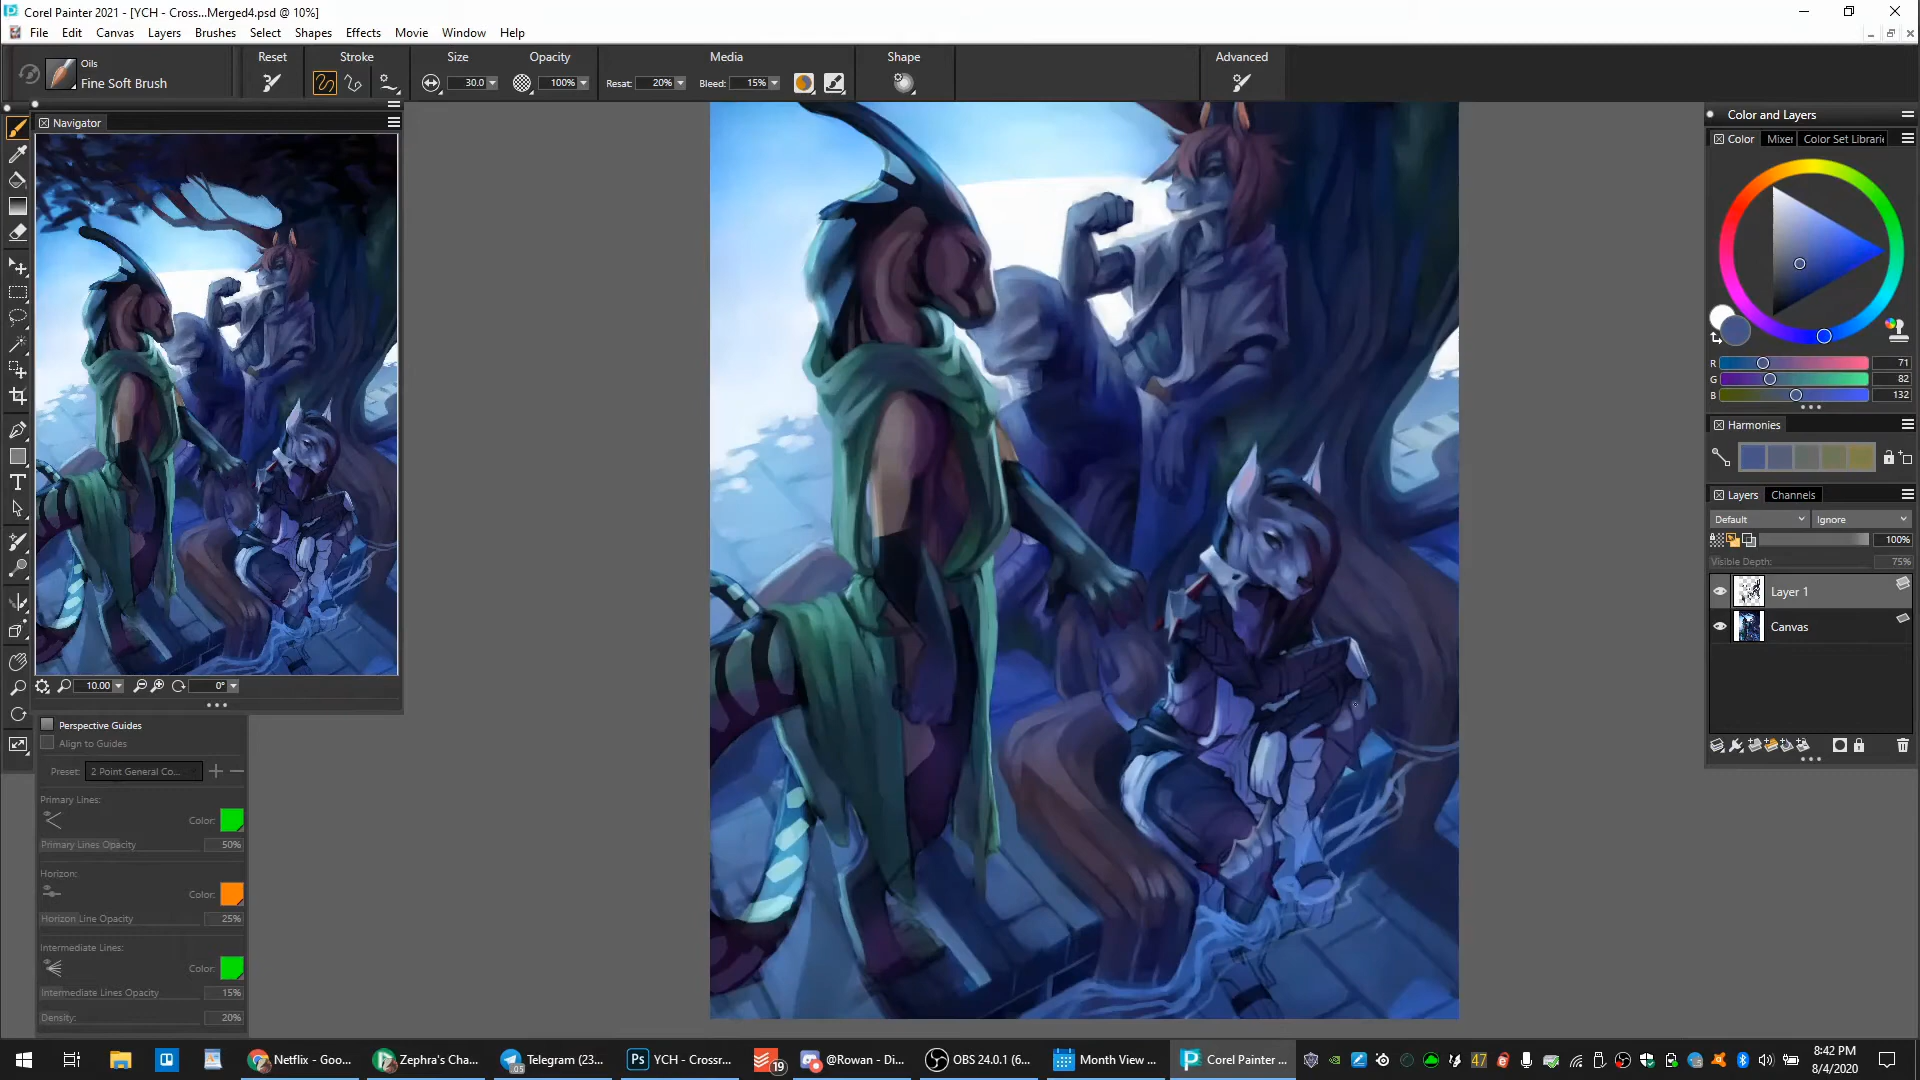 Corel Painter 2021 - [YCH - Cross...Merged4.psd @ 10%]
File Edit Canvas Layers Brushes Select Shapes Effects Movie Window Help
Oils
Fine Soft Brush
Reset
Stroke
Size
30.0
Opacity
100%
Media
Resat: 20%
Bleed: 15%
Shape
Advanced
Navigator
10.00
0°
Perspective Guides
Align to Guides
Preset: 2 Point General Co...
Primary Lines:
Color:
Primary Lines Opacity 50%
Horizon:
Color:
Horizon Line Opacity 25%
Intermediate Lines:
Color:
Intermediate Lines Opacity 15%
Density: 20%
Color and Layers
Color Mixer Color Set Librari
R 71
G 82
B 132
Harmonies
Layers Channels
Default Ignore
100%
Visible Depth: 75%
Layer 1
Canvas
Netflix - Goo...
Zephra's Cha...
Telegram (23...
.05
Ps YCH - Crossr...
19
@Rowan - Di...
OBS 24.0.1 (6...
Month View ...
Corel Painter ...
47
8:42 PM
8/4/2020